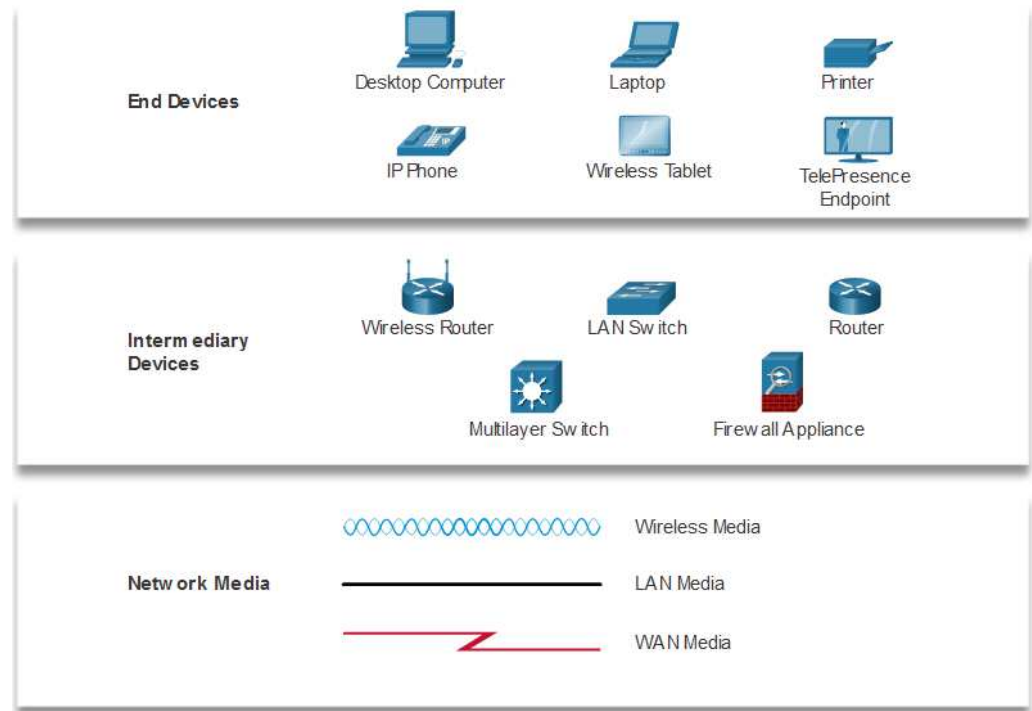 Desktop Computer
Laptop
Printer
End Devices
IP Phone
Wireless Tablet
TelePresence
Endpoint
Wireless Router
LAN Switch
Router
Intermediary
Devices
Multilayer Switch
Firewall Appliance
Wireless Media
Network Media
LAN Media
WAN Media